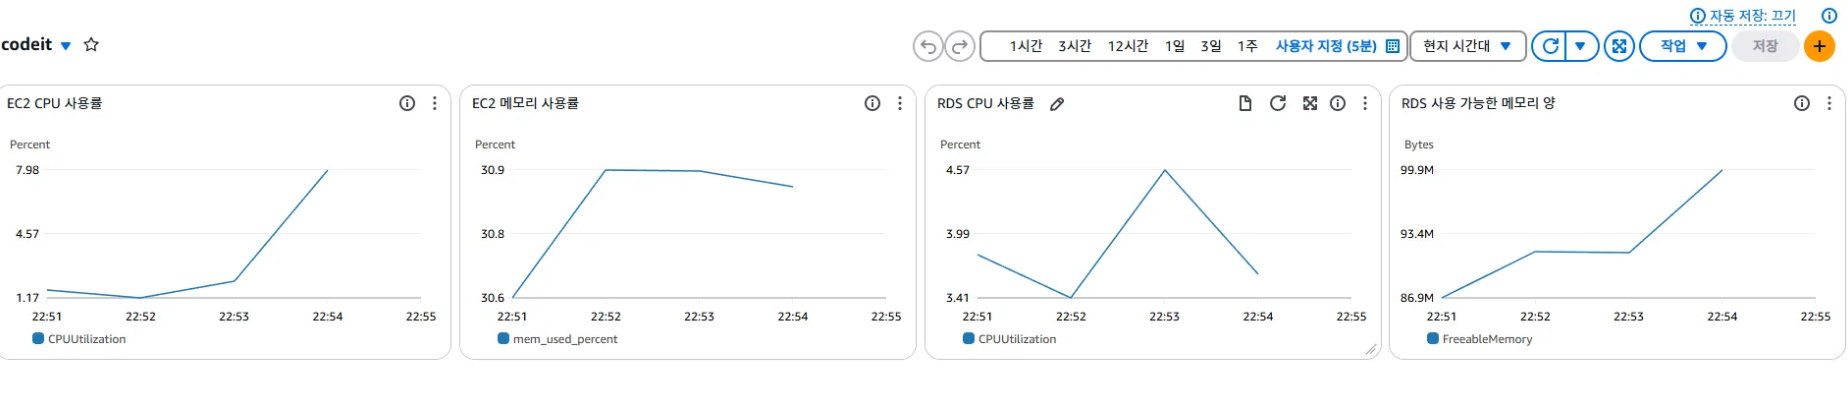 자동 저장: 끄기
codeit
1시간 3시간 12시간 1일 3일 1주 사용자 지정 (5분)
현지 시간대
작업
저장
EC2 CPU 사용률
Percent
7.98
4.57
1.17
22:51 22:52 22:53 22:54 22:55
CPUUtilization
EC2 메모리 사용률
Percent
30.9
30.8
30.6
22:51 22:52 22:53 22:54 22:55
mem_used_percent
RDS CPU 사용률
Percent
4.57
3.99
3.41
22:51 22:52 22:53 22:54 22:55
CPUUtilization
RDS 사용 가능한 메모리 양
Bytes
99.9M
93.4M
86.9M
22:51 22:52 22:53 22:54 22:55
FreeableMemory